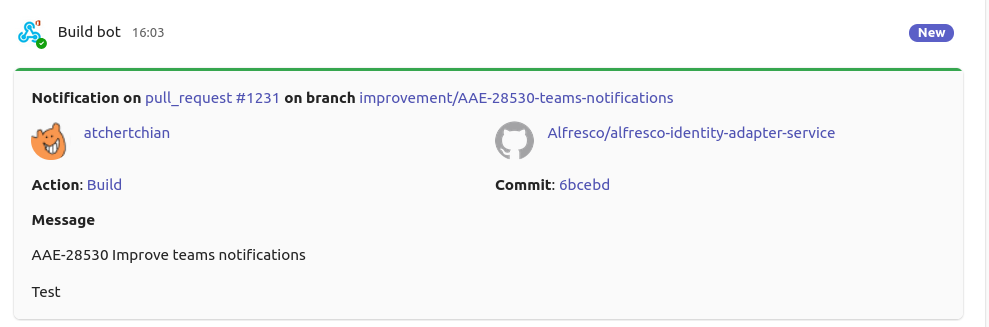 Build bot 16:03 New
Notification on pull_request #1231 on branch improvement/AAE-28530-teams-notifications
atchertchian Alfresco/alfresco-identity-adapter-service
Action: Build Commit: 6bcebd
Message
AAE-28530 Improve teams notifications
Test